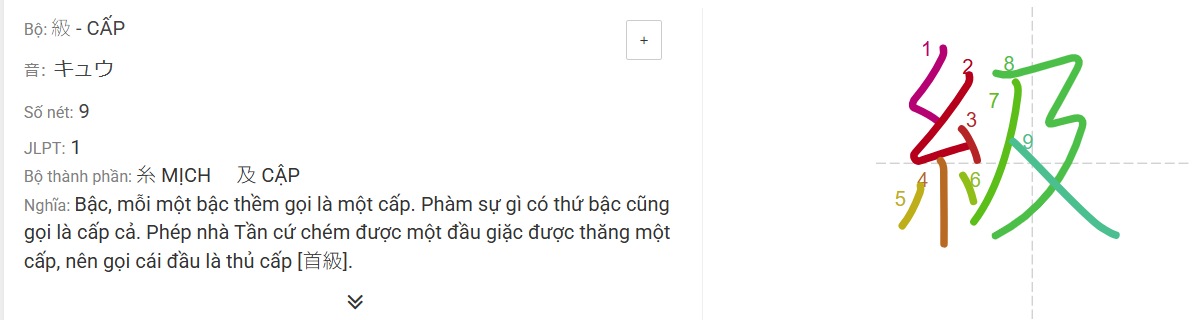 Bộ: 級 - CẤP
+
音: キュウ
Số nét: 9
JLPT: 1
Bộ thành phần: 糸 MỊCH 及 CẬP
Nghĩa: Bậc, mỗi một bậc thềm gọi là một cấp. Phàm sự gì có thứ bậc cũng
gọi là cấp cả. Phép nhà Tần cứ chém được một đầu giặc được thăng một
cấp, nên gọi cái đầu là thủ cấp [首級].
級
1
2
3
4
5
6
7
8
9